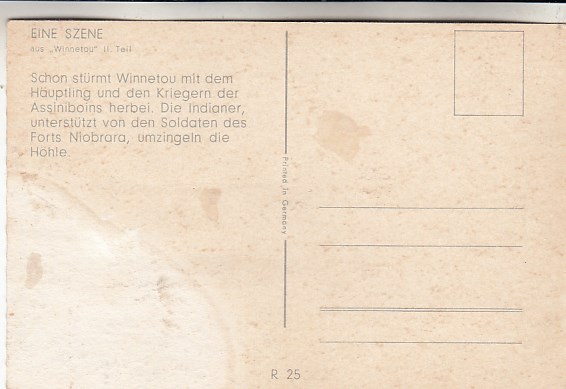 EINE SZENE
aus „Winnetou" II. Teil
Schon stürmt Winnetou mit dem
Häuptling und den Kriegern der
Assiniboins herbei. Die Indianer,
unterstützt von den Soldaten des
Forts Niobrara, umzingeln die
Höhle.
Printed in Germany
R 25